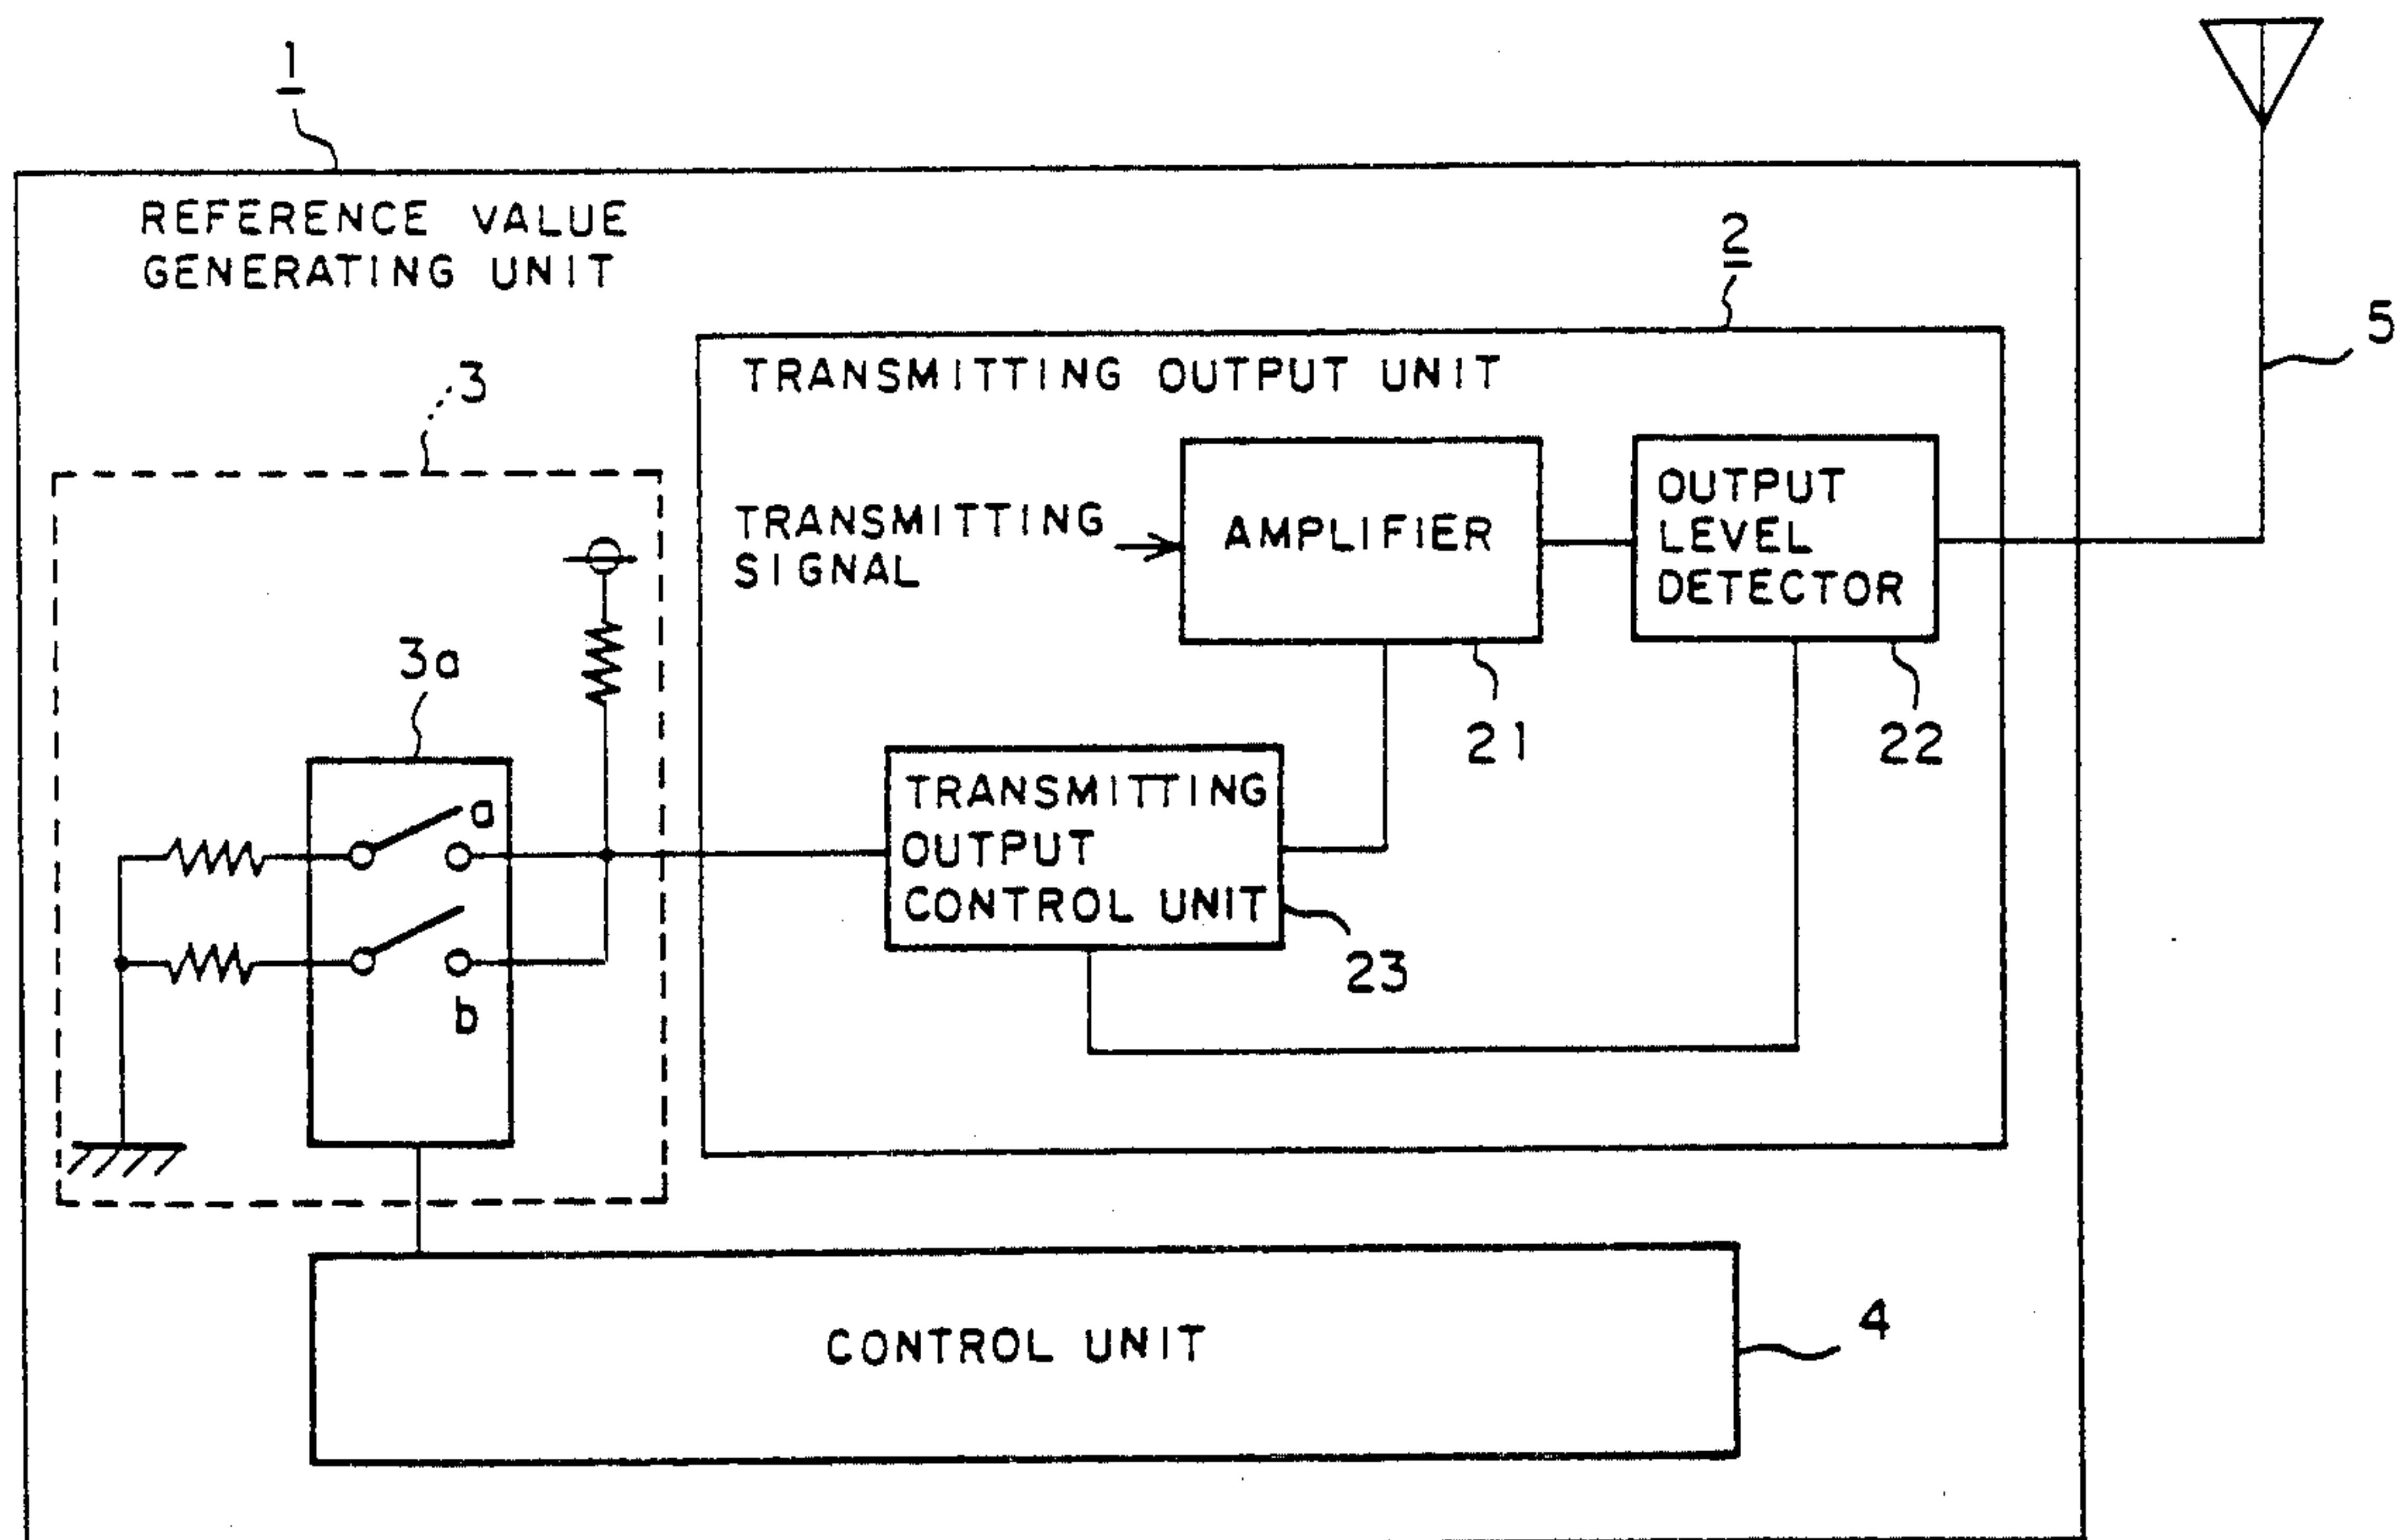 1
REFERENCE VALUE
GENERATING UNIT
2
5
3
TRANSMITTING OUTPUT UNIT
TRANSMITTING
SIGNAL
AMPLIFIER
OUTPUT
LEVEL
DETECTOR
3a
21
22
a
TRANSMITTING
OUTPUT
CONTROL UNIT
23
b
4
CONTROL UNIT